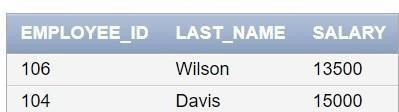 EMPLOYEE_ID LAST_NAME SALARY
106 Wilson 13500
104 Davis 15000